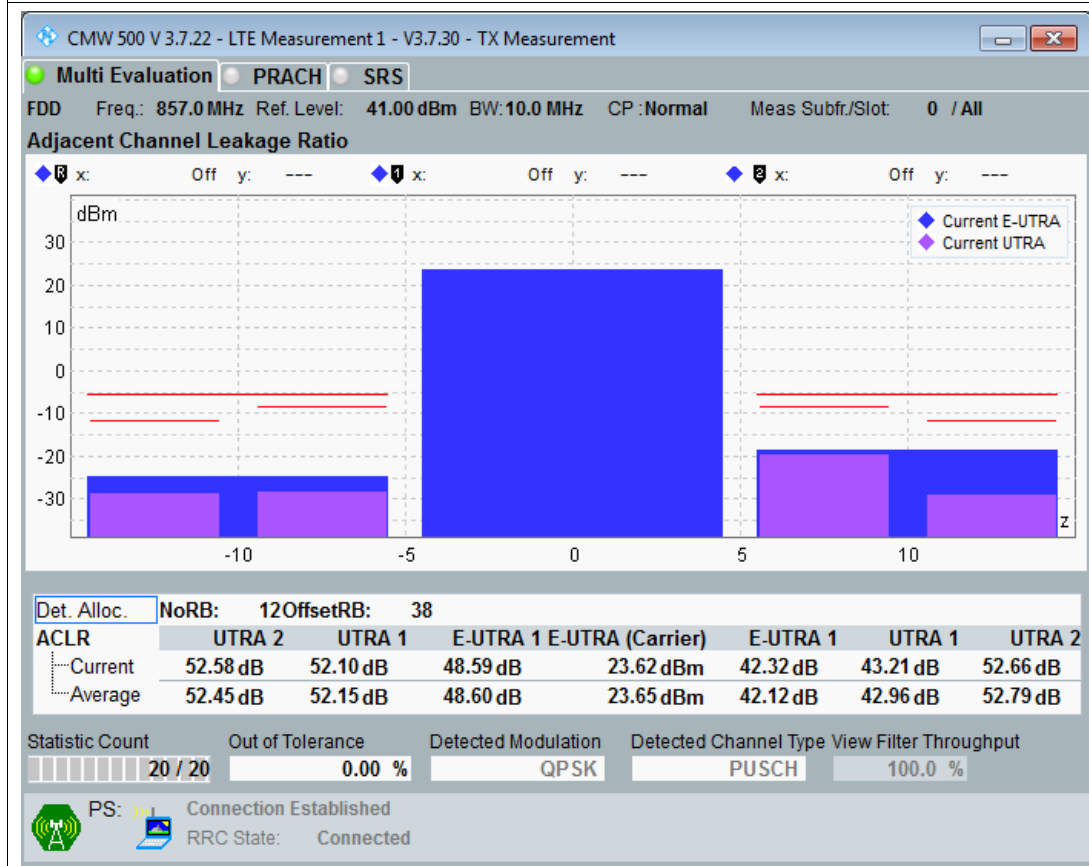 CMW 500 V 3.7.22 - LTE Measurement 1 - V3.7.30 - TX Measurement
Multi Evaluation PRACH SRS
FDD Freq.: 857.0 MHz Ref. Level: 41.00 dBm BW: 10.0 MHz CP : Normal Meas Subfr./Slot: 0 / All
Adjacent Channel Leakage Ratio
R x: Off y: --- 1 x: Off y: --- 2 x: Off y: ---
dBm
Current E-UTRA
Current UTRA
30
20
10
0
-10
-20
-30
z
-10 -5 0 5 10
Det. Alloc. NoRB: 12 OffsetRB: 38
ACLR UTRA 2 UTRA 1 E-UTRA 1 E-UTRA (Carrier) E-UTRA 1 UTRA 1 UTRA 2
Current 52.58 dB 52.10 dB 48.59 dB 23.62 dBm 42.32 dB 43.21 dB 52.66 dB
Average 52.45 dB 52.15 dB 48.60 dB 23.65 dBm 42.12 dB 42.96 dB 52.79 dB
Statistic Count Out of Tolerance Detected Modulation Detected Channel Type View Filter Throughput
20 / 20 0.00 % QPSK PUSCH 100.0 %
PS: Connection Established
RRC State: Connected